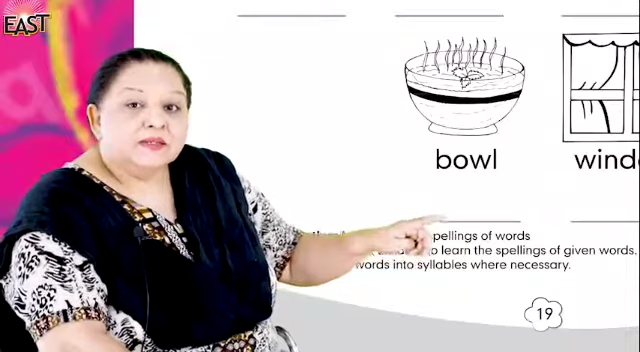 EAST
bowl
pellings of words
o learn the spellings of given words.
words into syllables where necessary.
19